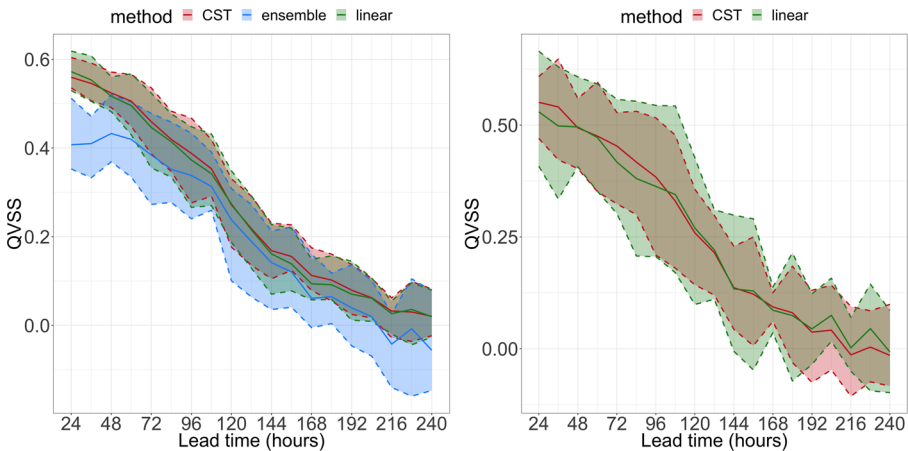 method CST ensemble linear
QVSS
0.6
0.4
0.2
0.0
24 48 72 96 120 144 168 192 216 240
Lead time (hours)
method CST linear
QVSS
0.50
0.25
0.00
24 48 72 96 120 144 168 192 216 240
Lead time (hours)